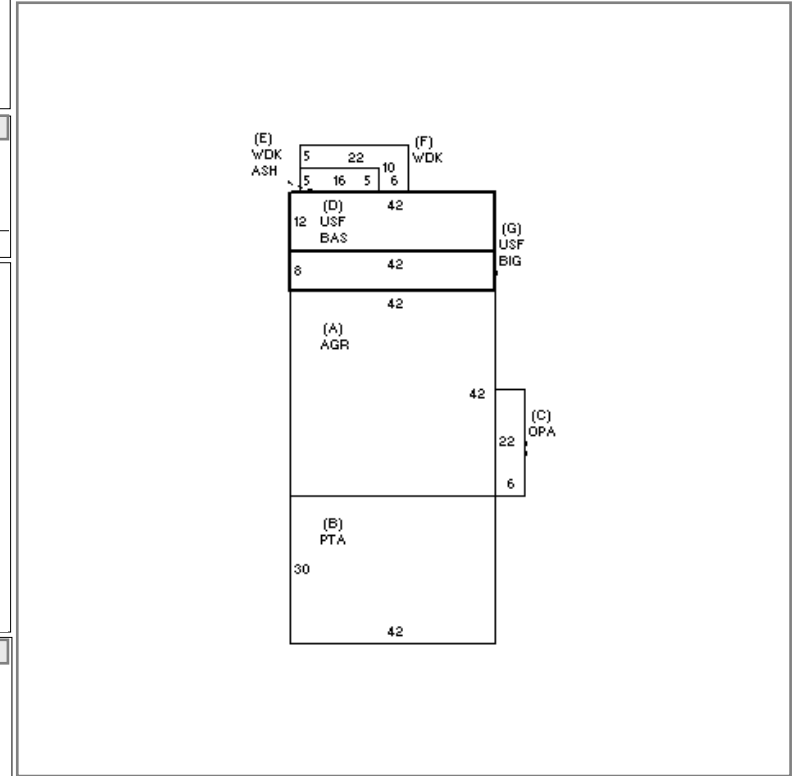 (E)
WDK
ASH
(F)
WDK
5 22
10
5 16 5 6
(D)
USF
BAS
42
12
(G)
USF
BIG
42
8
42
(A)
AGR
42
(C)
OPA
22
6
(B)
PTA
30
42